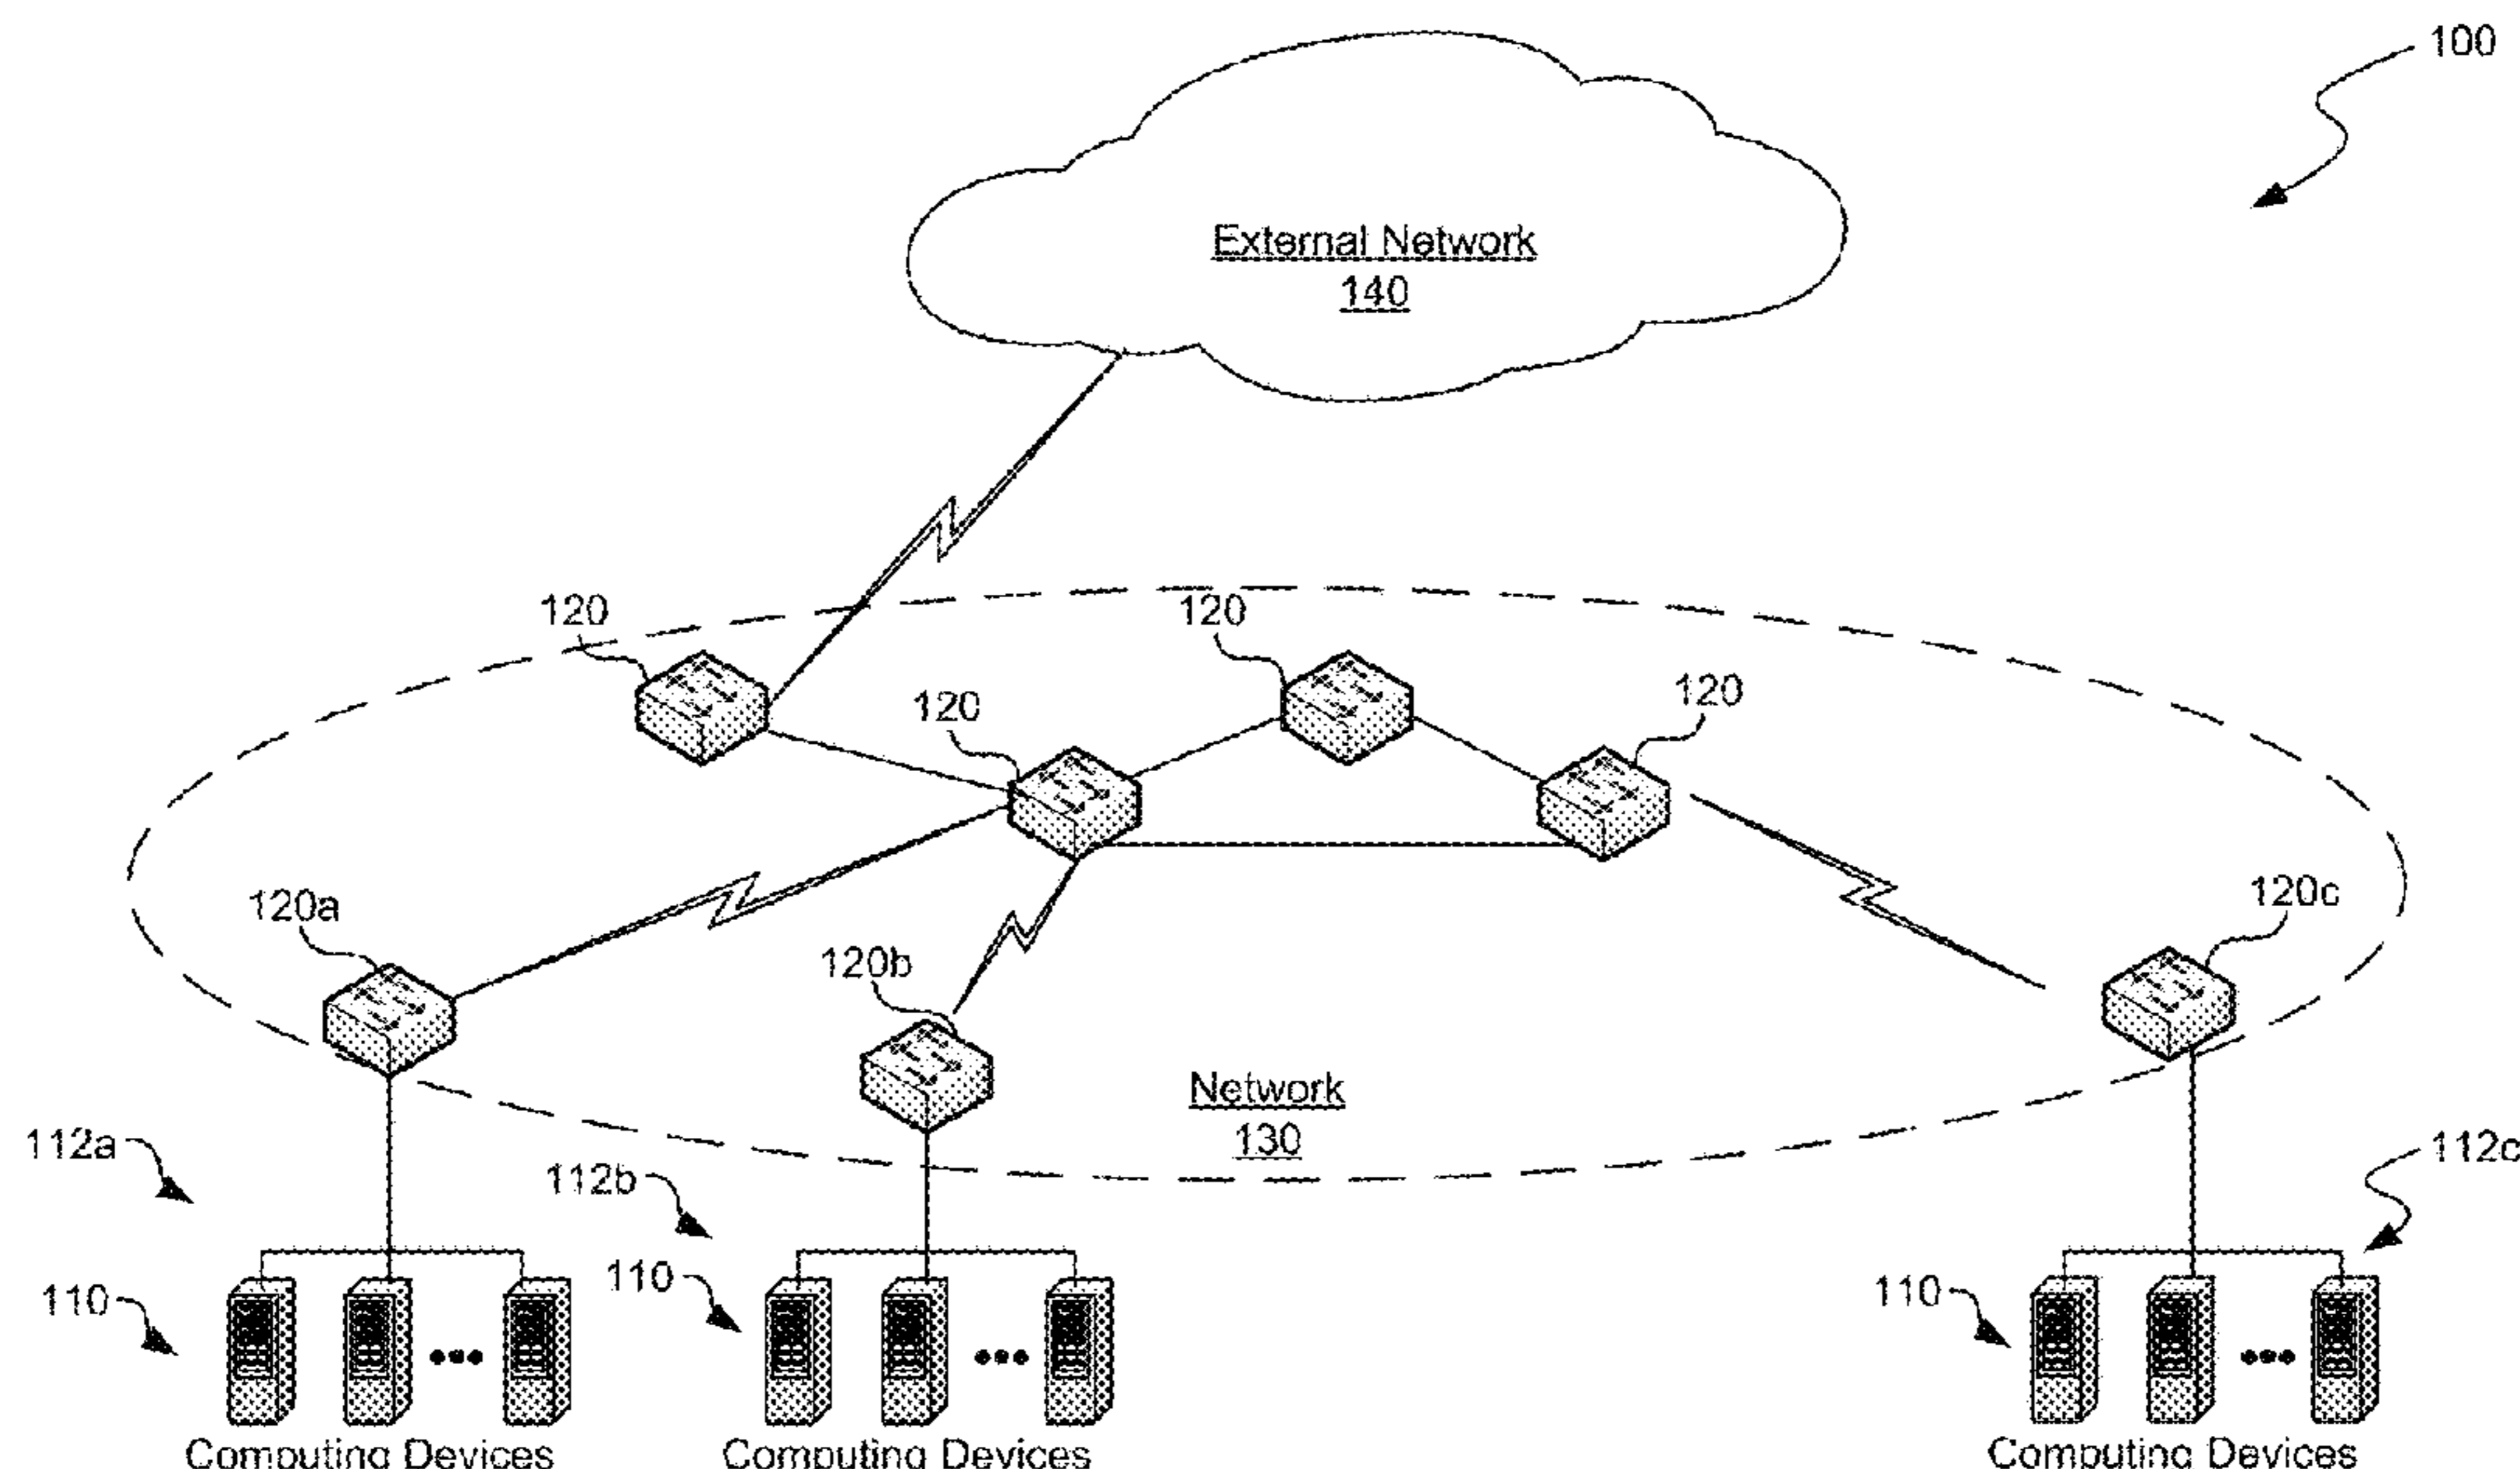 100
External Network
140
120
120
120
120
120a
120c
120b
Network
130
112a
112b
112c
110
110
110
Computing Devices
Computing Devices
Computing Devices